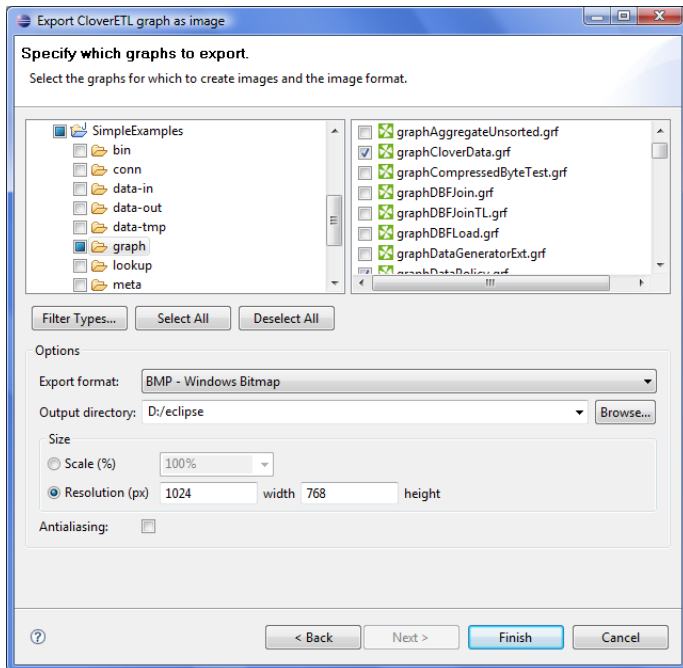 Export CloverETL graph as image
Specify which graphs to export.
Select the graphs for which to create images and the image format.
SimpleExamples
bin
conn
data-in
data-out
data-tmp
graph
lookup
meta
graphAggregateUnsorted.grf
graphCloverData.grf
graphCompressedByteTest.grf
graphDBFJoin.grf
graphDBFJoinTL.grf
graphDBFLoad.grf
graphDataGeneratorExt.grf
graphDataPolicy.grf
Filter Types... Select All Deselect All
Options
Export format: BMP - Windows Bitmap
Output directory: D:/eclipse Browse...
Size
Scale (%) 100%
Resolution (px) 1024 width 768 height
Antialiasing:
< Back Next > Finish Cancel